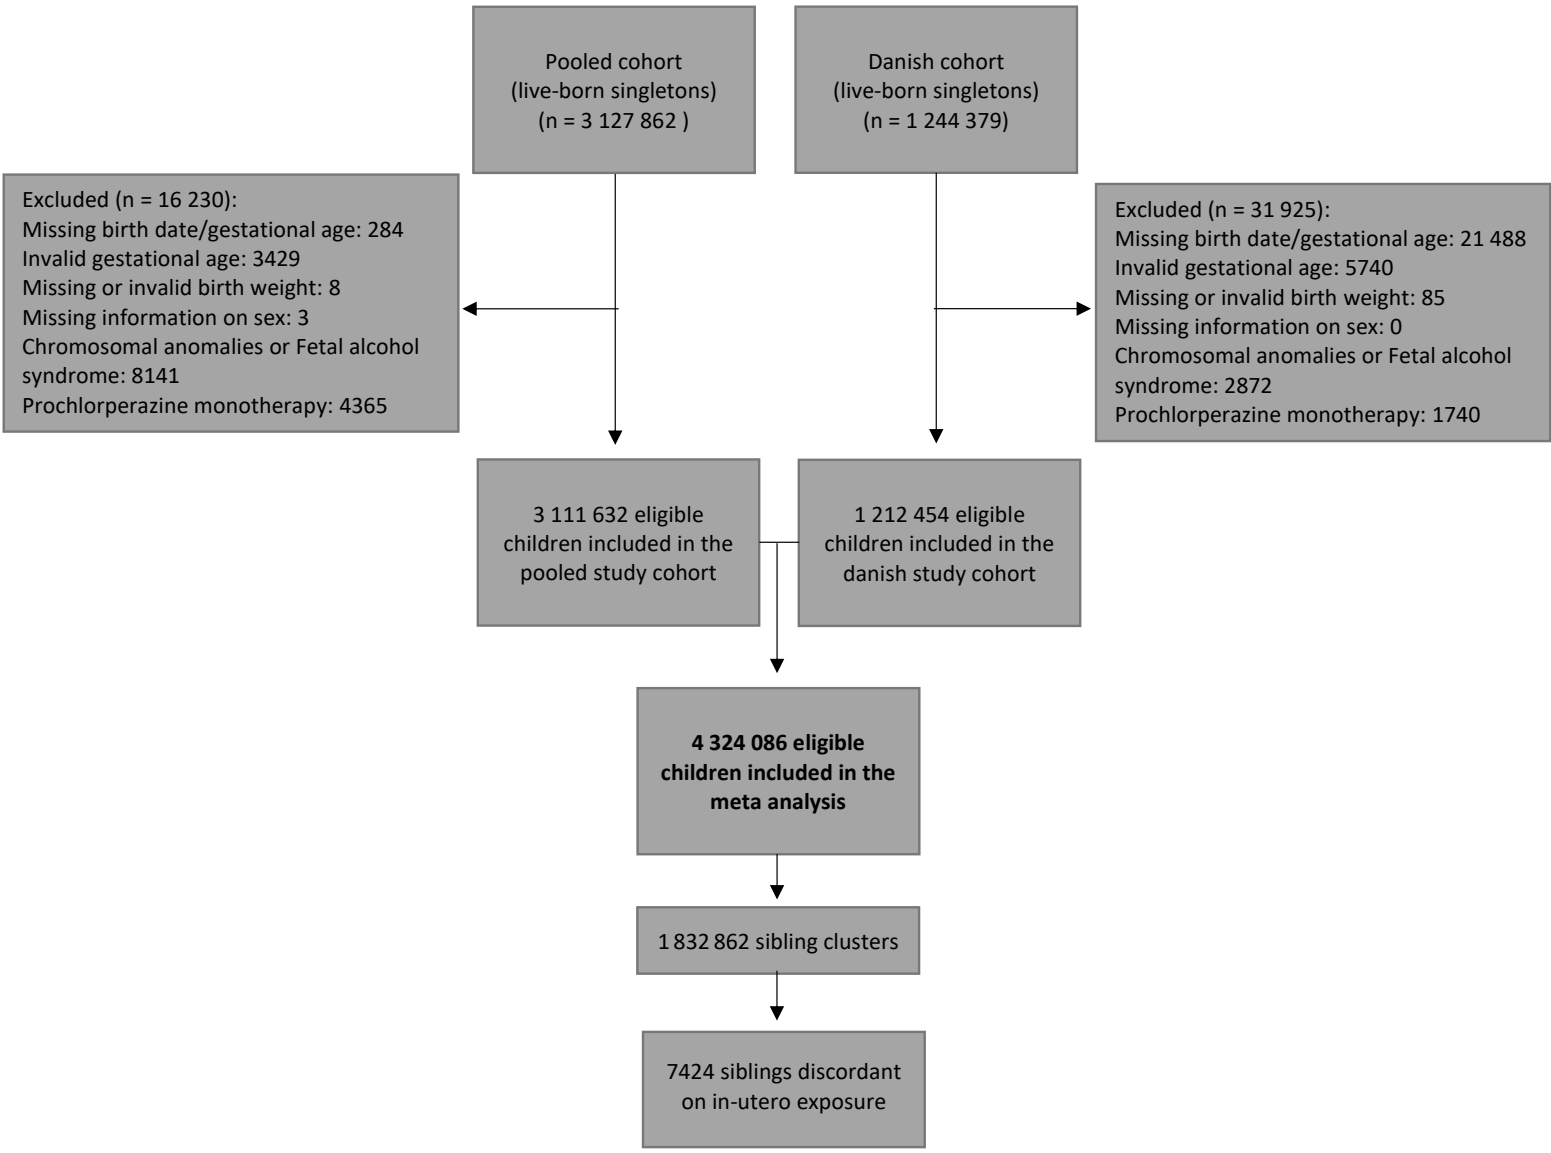 Pooled cohort
(live-born singletons)
(n = 3 127 862 )
Danish cohort
(live-born singletons)
(n = 1 244 379)
Excluded (n = 16 230):
Missing birth date/gestational age: 284
Invalid gestational age: 3429
Missing or invalid birth weight: 8
Missing information on sex: 3
Chromosomal anomalies or Fetal alcohol
syndrome: 8141
Prochlorperazine monotherapy: 4365
Excluded (n = 31 925):
Missing birth date/gestational age: 21 488
Invalid gestational age: 5740
Missing or invalid birth weight: 85
Missing information on sex: 0
Chromosomal anomalies or Fetal alcohol
syndrome: 2872
Prochlorperazine monotherapy: 1740
3 111 632 eligible
children included in the
pooled study cohort
1 212 454 eligible
children included in the
danish study cohort
4 324 086 eligible
children included in the
meta analysis
1 832 862 sibling clusters
7424 siblings discordant
on in-utero exposure